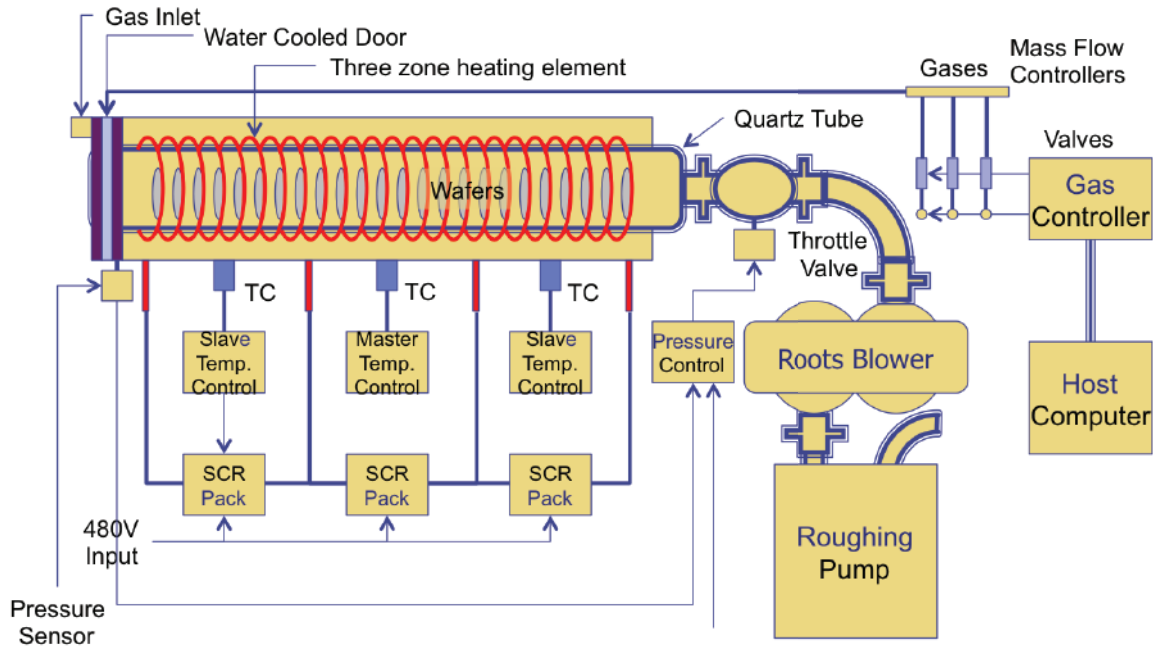 Gas Inlet
Water Cooled Door
Three zone heating element
Gases
Mass Flow
Controllers
Quartz Tube
Valves
Wafers
Gas
Controller
Throttle
Valve
TC
TC
TC
Slave
Temp.
Control
Master
Temp.
Control
Slave
Temp.
Control
Pressure
Control
Roots Blower
Host
Computer
SCR
Pack
SCR
Pack
SCR
Pack
480V
Input
Roughing
Pump
Pressure
Sensor